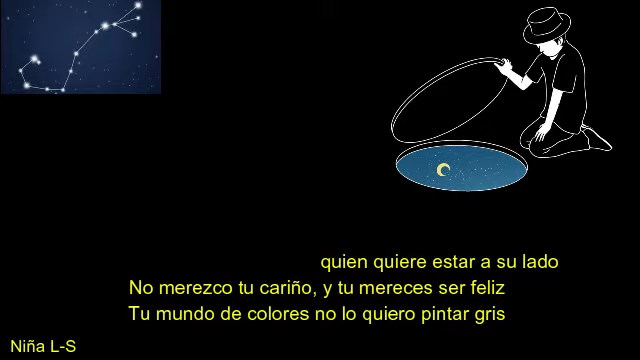 quien quiere estar a su lado
No merezco tu cariño, y tu mereces ser feliz
Tu mundo de colores no lo quiero pintar gris
Niña L-S